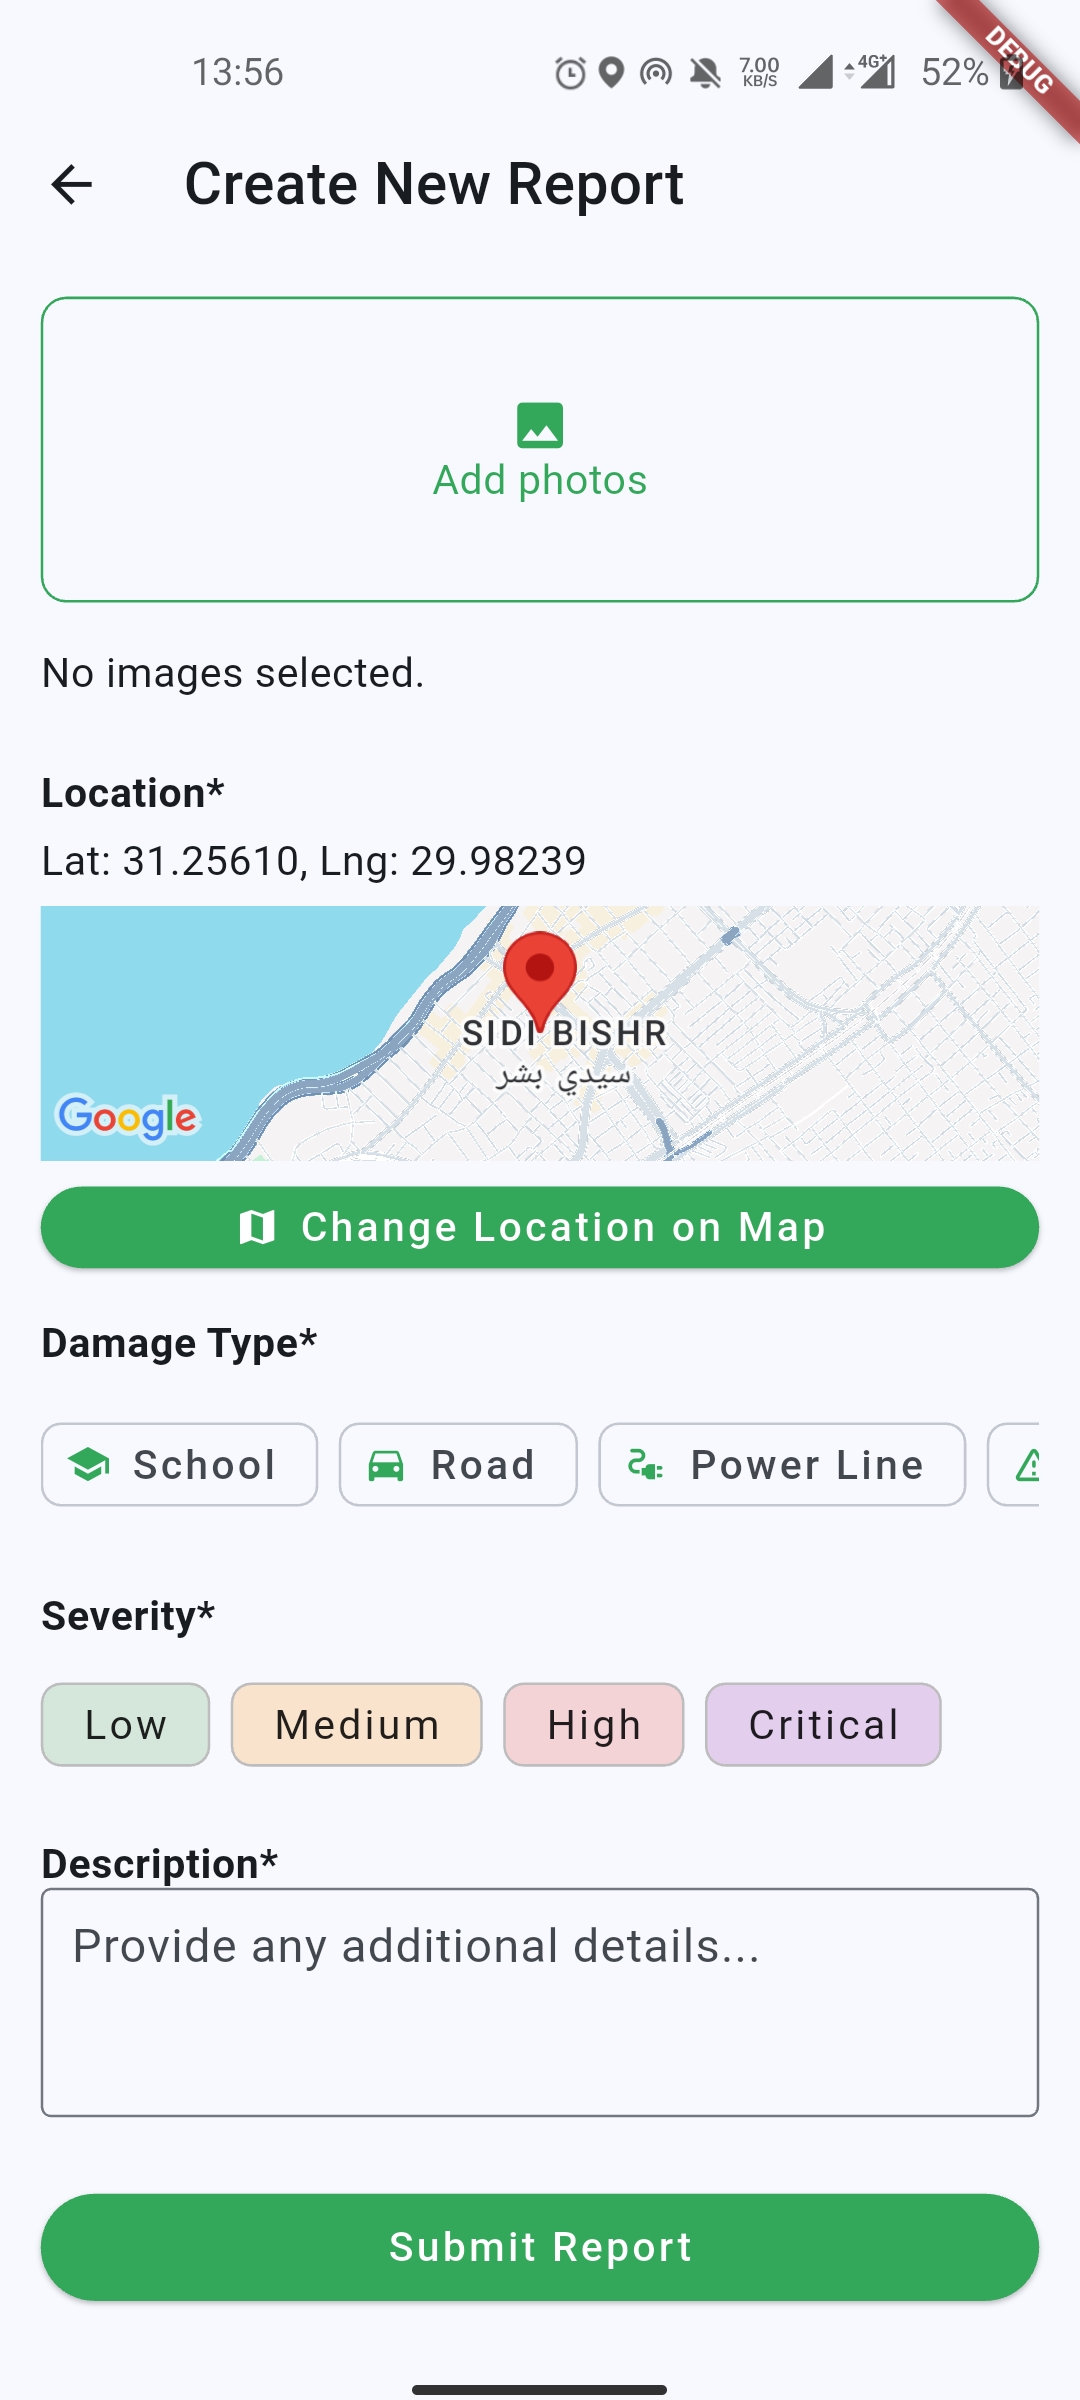 13:56 7.00 KB/S 4G+ 52%
DEBUG
Create New Report
Add photos
No images selected.
Location*
Lat: 31.25610, Lng: 29.98239
SIDI BISHR
سيدي بشر
Google
Change Location on Map
Damage Type*
School Road Power Line
Severity*
Low Medium High Critical
Description*
Provide any additional details...
Submit Report